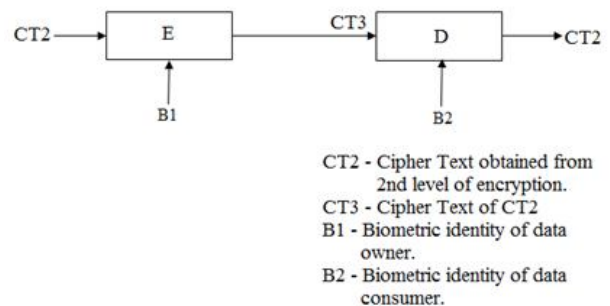 CT2
E
CT3
D
CT2
B1
B2
CT2 - Cipher Text obtained from
2nd level of encryption.
CT3 - Cipher Text of CT2
B1 - Biometric identity of data
owner.
B2 - Biometric identity of data
consumer.